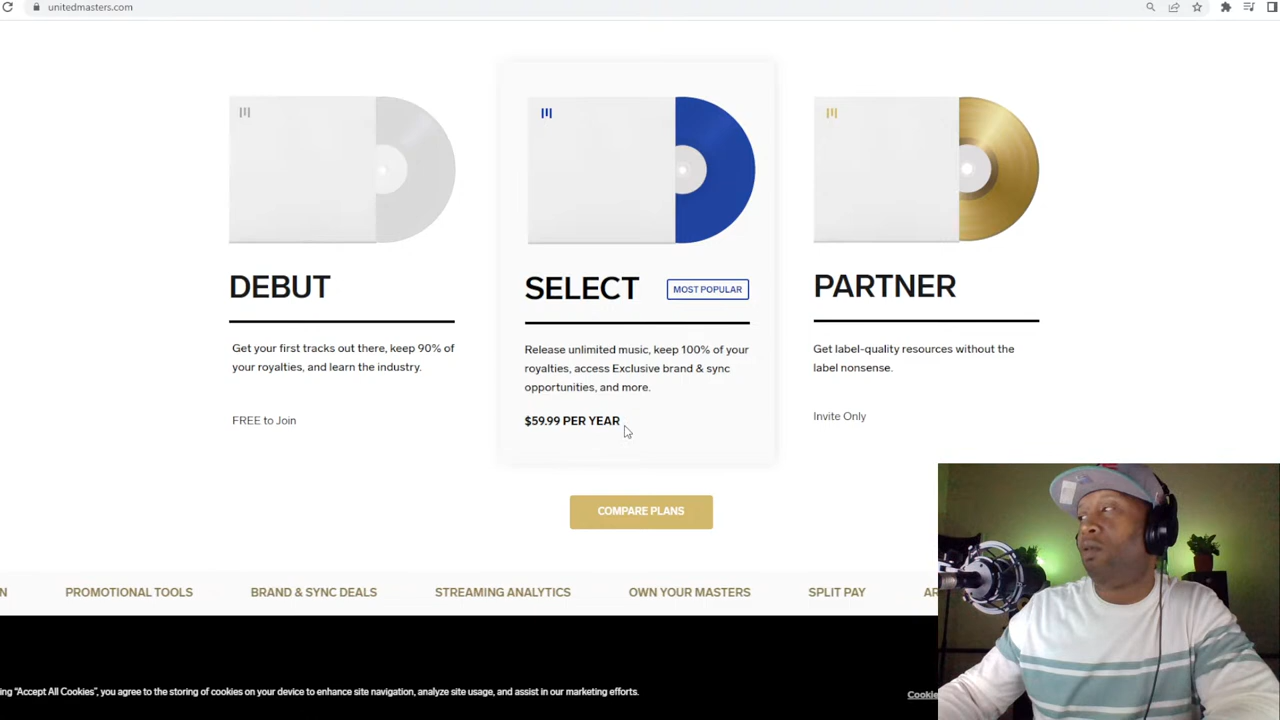 unitedmasters.com
DEBUT
Get your first tracks out there, keep 90% of
your royalties, and learn the industry.
FREE to Join
SELECT
MOST POPULAR
Release unlimited music, keep 100% of your
royalties, access Exclusive brand & sync
opportunities, and more.
$59.99 PER YEAR
PARTNER
Get label-quality resources without the
label nonsense.
Invite Only
COMPARE PLANS
N PROMOTIONAL TOOLS BRAND & SYNC DEALS STREAMING ANALYTICS OWN YOUR MASTERS SPLIT PAY
ng “Accept All Cookies”, you agree to the storing of cookies on your device to enhance site navigation, analyze site usage, and assist in our marketing efforts.
Cookie